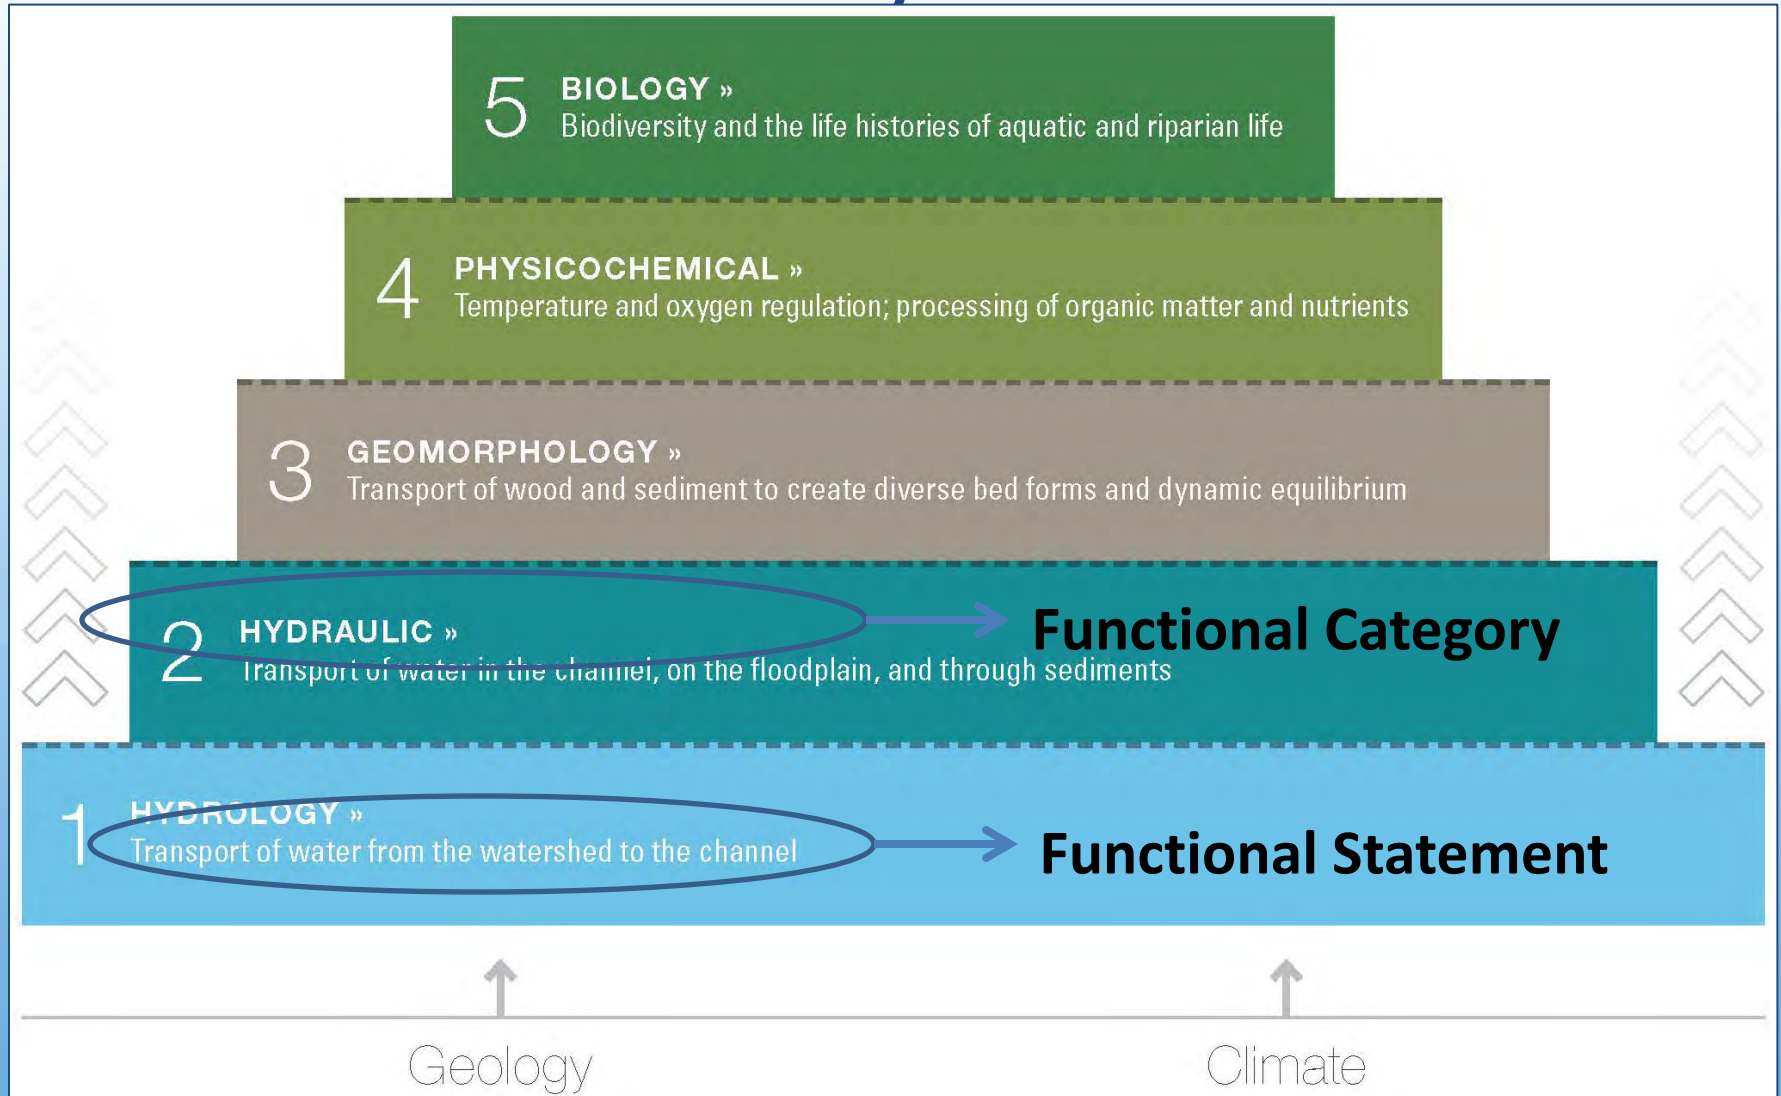 5
BIOLOGY »
Biodiversity and the life histories of aquatic and riparian life
4
PHYSICOCHEMICAL »
Temperature and oxygen regulation; processing of organic matter and nutrients
3
GEOMORPHOLOGY »
Transport of wood and sediment to create diverse bed forms and dynamic equilibrium
2
HYDRAULIC »
Functional Category
Transport of water in the channel, on the floodplain, and through sediments
1
HYDROLOGY »
Transport of water from the watershed to the channel
Functional Statement
Geology
Climate